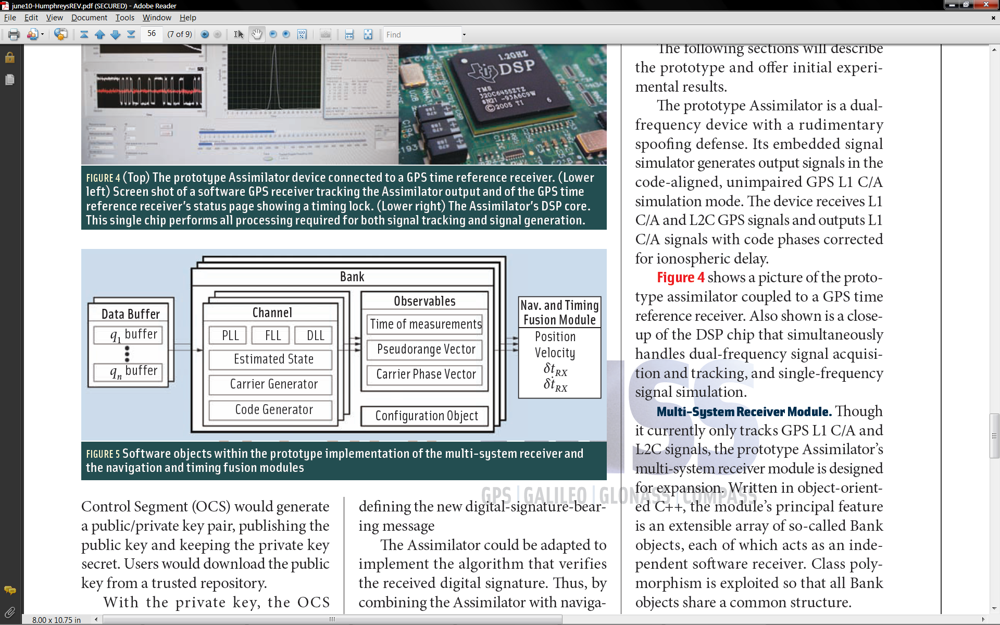 june10-HumphreysREV.pdf (SECURED) - Adobe Reader
File Edit View Document Tools Window Help
56 (7 of 9) Find
1.2GHZ
DSP
TMS
320C6455ZTZ
©2005 TI
FIGURE 4 (Top) The prototype Assimilator device connected to a GPS time reference receiver. (Lower
left) Screen shot of a software GPS receiver tracking the Assimilator output and of the GPS time
reference receiver's status page showing a timing lock. (Lower right) The Assimilator's DSP core.
This single chip performs all processing required for both signal tracking and signal generation.
Bank
Data Buffer
q1 buffer
qn buffer
Channel
PLL FLL DLL
Estimated State
Carrier Generator
Code Generator
Observables
Time of measurements
Pseudorange Vector
Carrier Phase Vector
Configuration Object
Nav. and Timing
Fusion Module
Position
Velocity
δtRX
δṫRX
FIGURE 5 Software objects within the prototype implementation of the multi-system receiver and
the navigation and timing fusion modules
Control Segment (OCS) would generate
a public/private key pair, publishing the
public key and keeping the private key
secret. Users would download the public
key from a trusted repository.
With the private key, the OCS
defining the new digital-signature-bear-
ing message
The Assimilator could be adapted to
implement the algorithm that verifies
the received digital signature. Thus, by
combining the Assimilator with naviga-
The following sections will describe
the prototype and offer initial experi-
mental results.
The prototype Assimilator is a dual-
frequency device with a rudimentary
spoofing defense. Its embedded signal
simulator generates output signals in the
code-aligned, unimpaired GPS L1 C/A
simulation mode. The device receives L1
C/A and L2C GPS signals and outputs L1
C/A signals with code phases corrected
for ionospheric delay.
Figure 4 shows a picture of the proto-
type assimilator coupled to a GPS time
reference receiver. Also shown is a close-
up of the DSP chip that simultaneously
handles dual-frequency signal acquisi-
tion and tracking, and single-frequency
signal simulation.
Multi-System Receiver Module. Though
it currently only tracks GPS L1 C/A and
L2C signals, the prototype Assimilator's
multi-system receiver module is designed
for expansion. Written in object-orient-
ed C++, the module's principal feature
is an extensible array of so-called Bank
objects, each of which acts as an inde-
pendent software receiver. Class poly-
morphism is exploited so that all Bank
objects share a common structure.
GPS | GALILEO | GLONASS | COMPASS
8.00 x 10.75 in